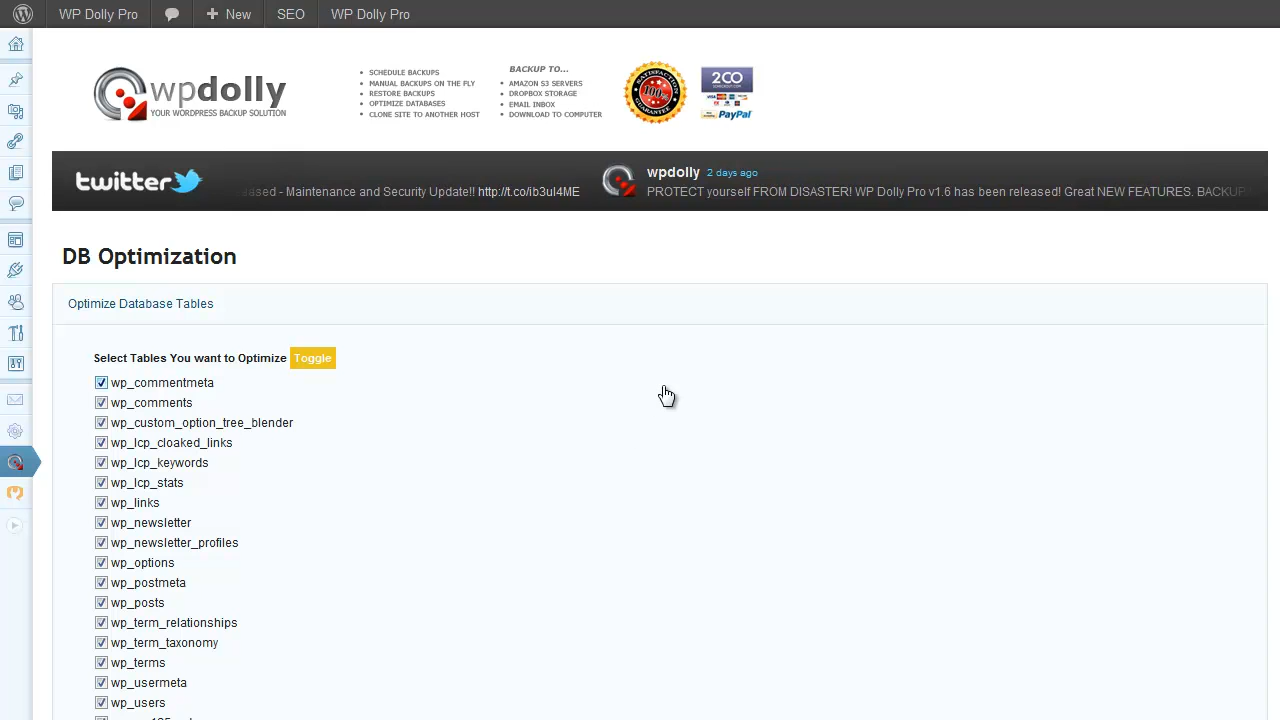 WP Dolly Pro
New
SEO
WP Dolly Pro
wpdolly
YOUR WORDPRESS BACKUP SOLUTION
• SCHEDULE BACKUPS
• MANUAL BACKUPS ON THE FLY
• RESTORE BACKUPS
• OPTIMIZE DATABASES
• CLONE SITE TO ANOTHER HOST
BACKUP TO...
• AMAZON S3 SERVERS
• DROPBOX STORAGE
• EMAIL INBOX
• DOWNLOAD TO COMPUTER
SATISFACTION
100%
GUARANTEE
2CO
PayPal
twitter
ased - Maintenance and Security Update!! http://t.co/ib3uI4ME
wpdolly 2 days ago
PROTECT yourself FROM DISASTER! WP Dolly Pro v1.6 has been released! Great NEW FEATURES. BACKUP
DB Optimization
Optimize Database Tables
Select Tables You want to Optimize Toggle
wp_commentmeta
wp_comments
wp_custom_option_tree_blender
wp_lcp_cloaked_links
wp_lcp_keywords
wp_lcp_stats
wp_links
wp_newsletter
wp_newsletter_profiles
wp_options
wp_postmeta
wp_posts
wp_term_relationships
wp_term_taxonomy
wp_terms
wp_usermeta
wp_users